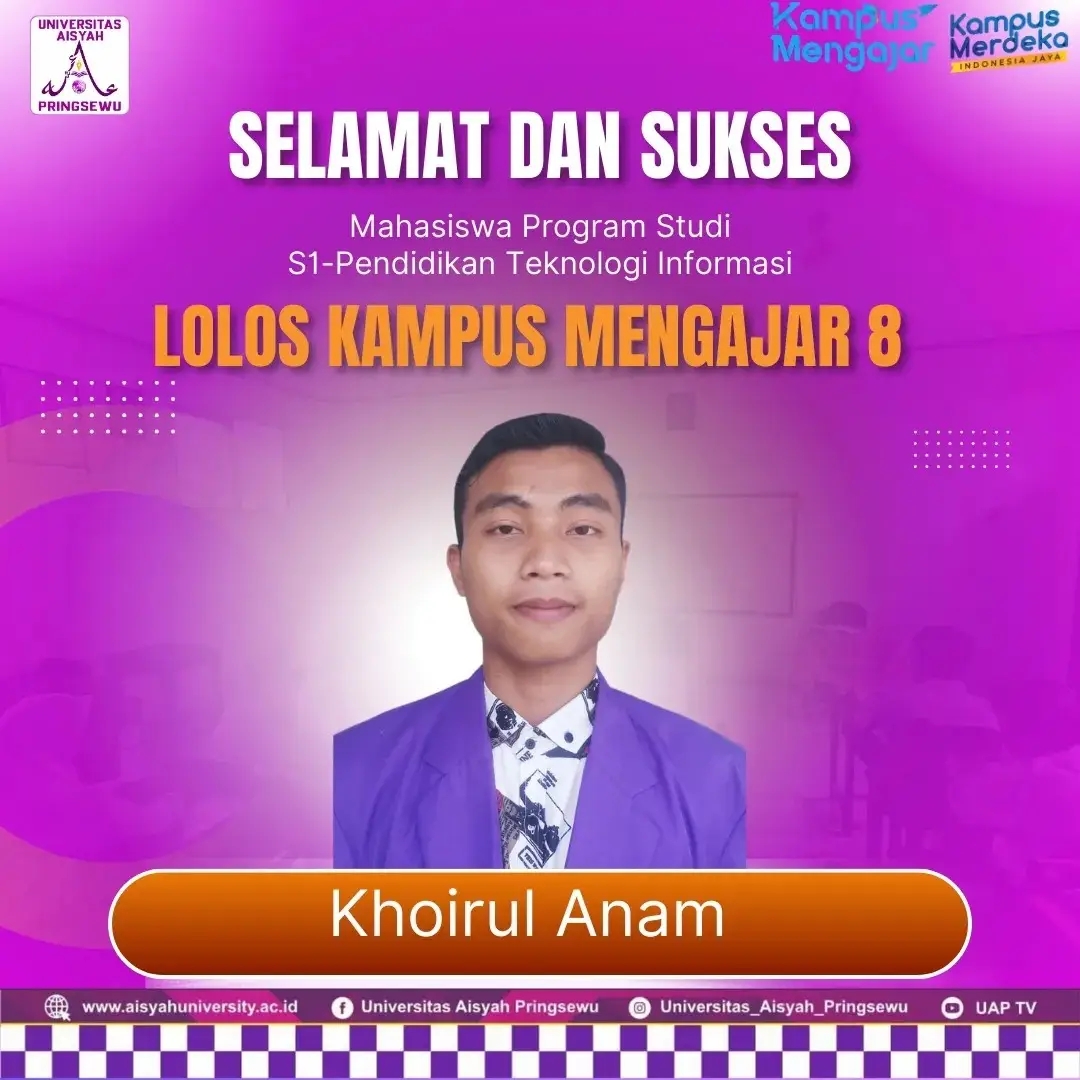 UNIVERSITAS
AISYAH
PRINGSEWU
Kampus
Mengajar
Kampus
Merdeka
INDONESIA JAYA
SELAMAT DAN SUKSES
Mahasiswa Program Studi
S1-Pendidikan Teknologi Informasi
LOLOS KAMPUS MENGAJAR 8
Khoirul Anam
www.aisyahuniversity.ac.id Universitas Aisyah Pringsewu Universitas_Aisyah_Pringsewu UAP TV